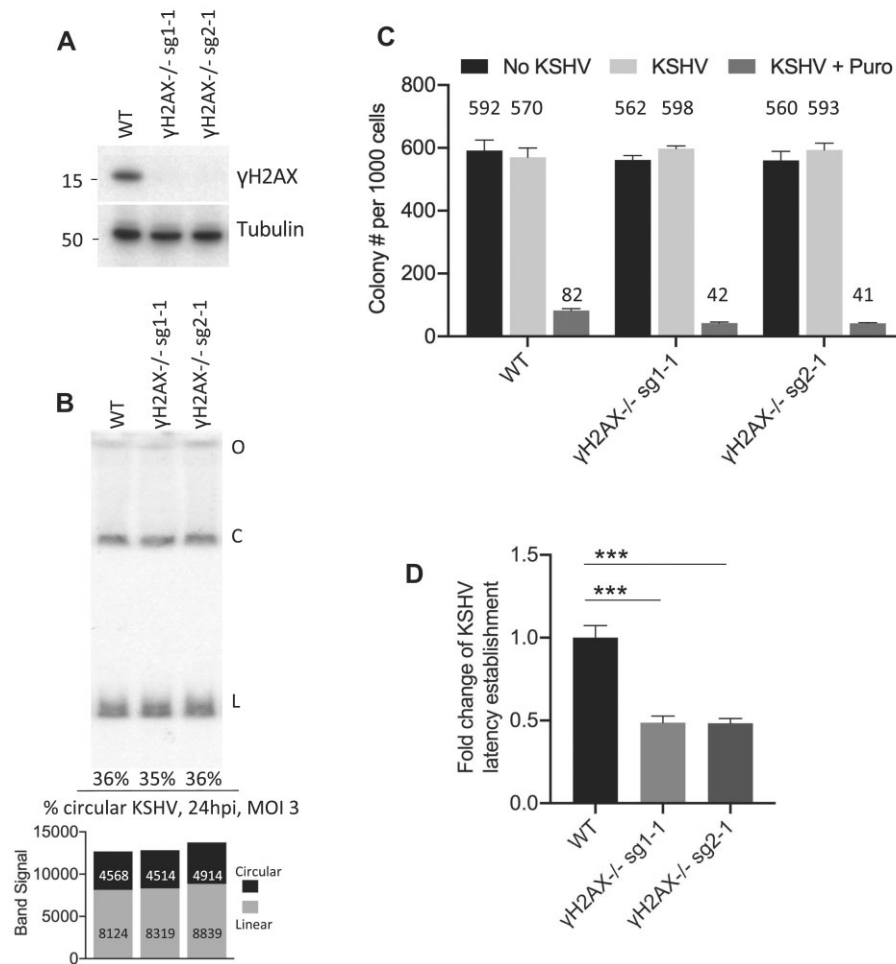 A
WT
γH2AX-/- sg1-1
γH2AX-/- sg2-1
15
γH2AX
50
Tubulin
B
WT
γH2AX-/- sg1-1
γH2AX-/- sg2-1
O
C
L
36% 35% 36%
% circular KSHV, 24hpi, MOI 3
Band Signal
15000
10000
5000
0
4568 4514 4914
8124 8319 8839
Circular
Linear
C
No KSHV KSHV KSHV + Puro
Colony # per 1000 cells
800
600
400
200
0
592 570 562 598 560 593
82 42 41
WT
γH2AX-/- sg1-1
γH2AX-/- sg2-1
D
Fold change of KSHV
latency establishment
1.5
1.0
0.5
0.0
***
***
WT
γH2AX-/- sg1-1
γH2AX-/- sg2-1